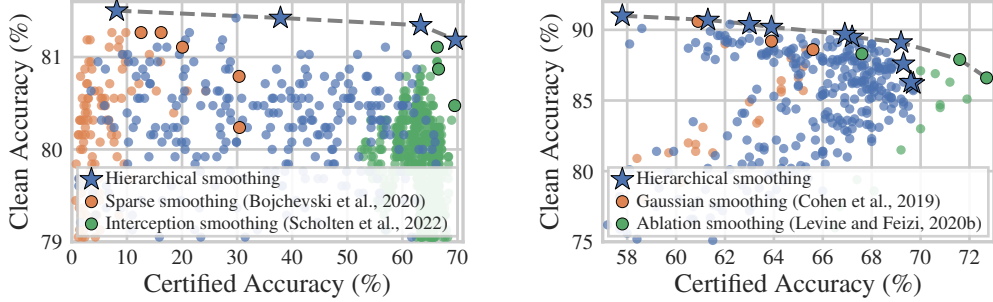 Clean Accuracy (%)
81
80
79
Hierarchical smoothing
Sparse smoothing (Bojchevski et al., 2020)
Interception smoothing (Scholten et al., 2022)
0 10 20 30 40 50 60 70
Certified Accuracy (%)
Clean Accuracy (%)
90
85
80
75
Hierarchical smoothing
Gaussian smoothing (Cohen et al., 2019)
Ablation smoothing (Levine and Feizi, 2020b)
58 60 62 64 66 68 70 72
Certified Accuracy (%)